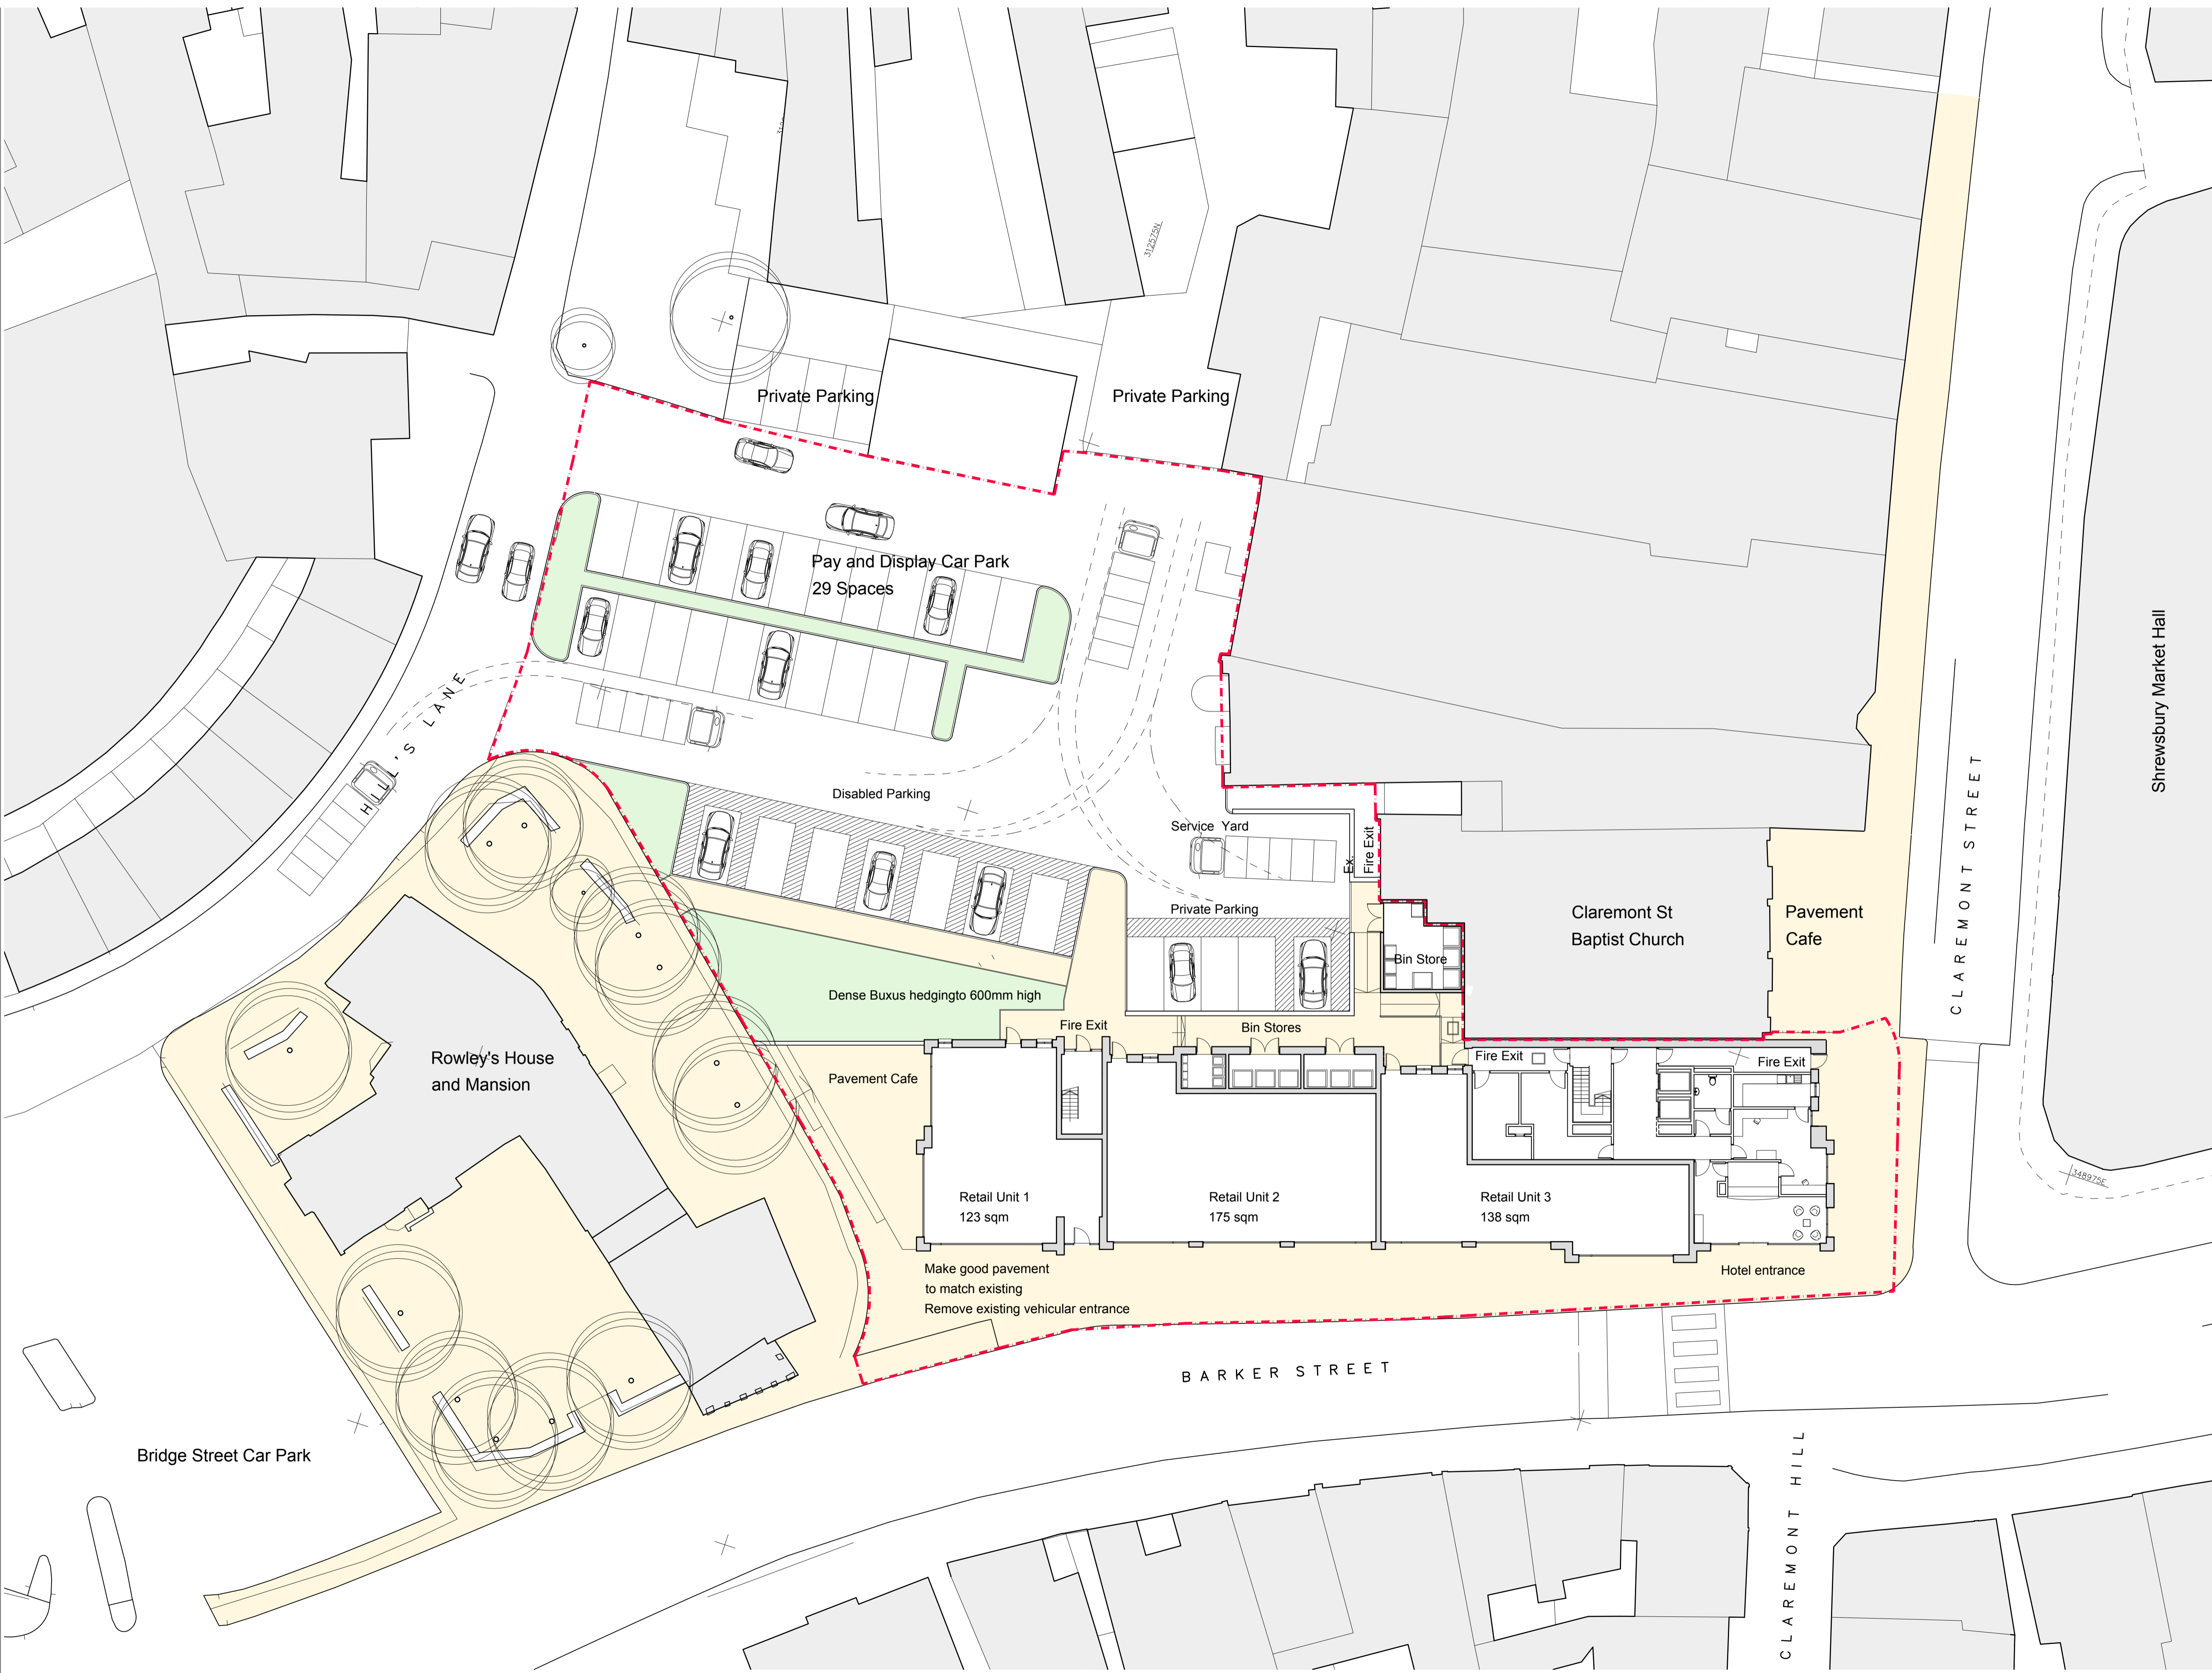 312575N
Private Parking
Private Parking
Pay and Display Car Park
29 Spaces
Shrewsbury Market Hall
HILL'S LANE
CLAREMONT STREET
Disabled Parking
Service Yard
Ex.
Fire Exit
Private Parking
Claremont St
Baptist Church
Pavement
Cafe
Bin Store
Dense Buxus hedgingto 600mm high
Fire Exit
Bin Stores
Rowley's House
and Mansion
Pavement Cafe
Fire Exit
Fire Exit
348975E
Retail Unit 1
123 sqm
Retail Unit 2
175 sqm
Retail Unit 3
138 sqm
Make good pavement
to match existing
Remove existing vehicular entrance
Hotel entrance
BARKER STREET
Bridge Street Car Park
CLAREMONT HILL